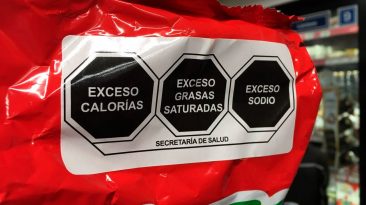 EXCESO
CALORÍAS
EXCESO
GRASAS
SATURADAS
EXCESO
SODIO
SECRETARÍA DE SALUD